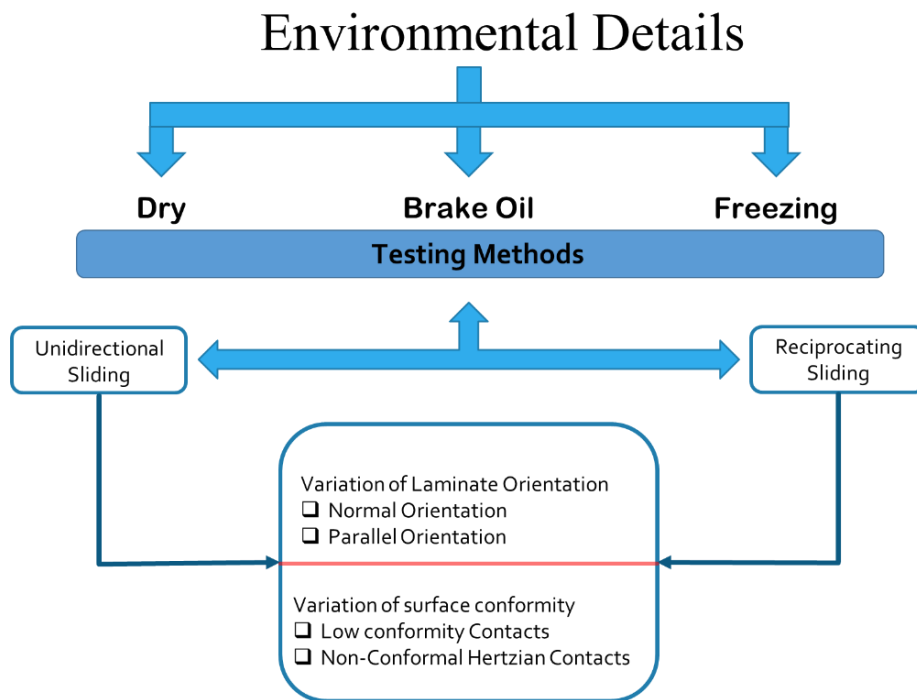 Environmental Details
Dry
Brake Oil
Freezing
Testing Methods
Unidirectional
Sliding
Reciprocating
Sliding
Variation of Laminate Orientation
❑ Normal Orientation
❑ Parallel Orientation
Variation of surface conformity
❑ Low conformity Contacts
❑ Non-Conformal Hertzian Contacts